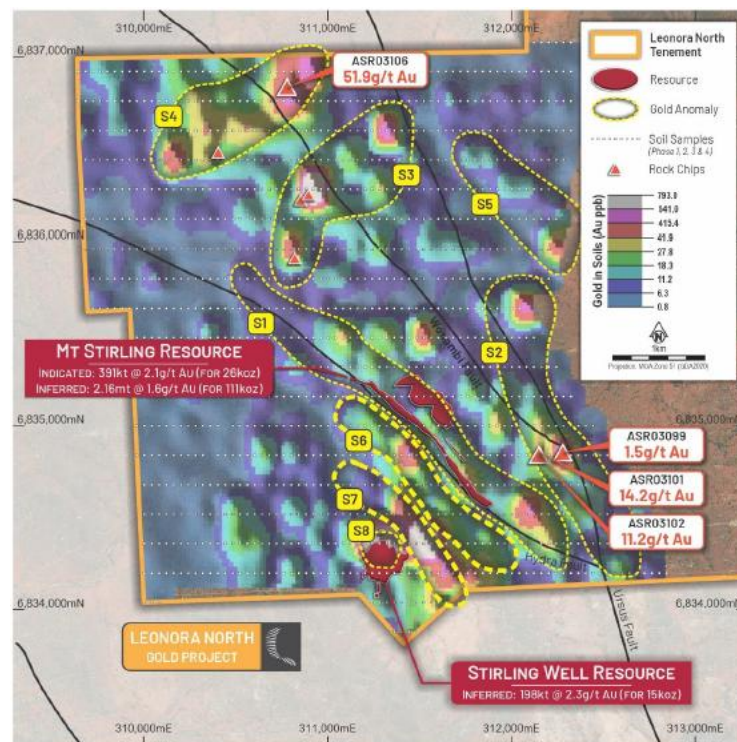 310,000mE
311,000mE
312,000mE
6,837,000mN
6,836,000mN
6,835,000mN
6,834,000mN
ASR03106
51.9g/t Au
S4
S3
S5
S1
S2
S6
S7
S8
MT STIRLING RESOURCE
INDICATED: 391kt @ 2.1g/t Au (FOR 26koz)
INFERRED: 2.16mt @ 1.6g/t Au (FOR 111koz)
ASR03099
1.5g/t Au
ASR03101
14.2g/t Au
ASR03102
11.2g/t Au
6,835,000mN
6,834,000mN
Ursus Fault
LEONORA NORTH
GOLD PROJECT
STIRLING WELL RESOURCE
INFERRED: 198kt @ 2.3g/t Au (FOR 15koz)
310,000mE
311,000mE
312,000mE
313,000mE
Leonora North
Tenement
Resource
Gold Anomaly
Soil Samples
(Phase 1, 2, 3 & 4)
Rock Chips
Gold in Soils (Au ppb)
793.0
541.0
415.4
41.9
27.8
18.3
11.2
6.3
0.8
N
1km